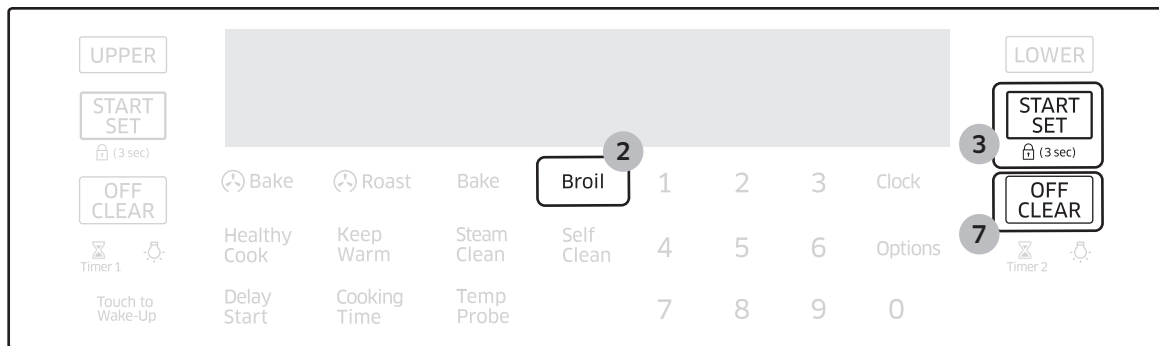 UPPER
LOWER
START
SET
(3 sec)
START
SET
3
(3 sec)
2
Bake
Roast
Bake
Broil
1
2
3
Clock
OFF
CLEAR
OFF
CLEAR
7
Healthy
Cook
Keep
Warm
Steam
Clean
Self
Clean
4
5
6
Options
Timer 1
Timer 2
Touch to
Wake-Up
Delay
Start
Cooking
Time
Temp
Probe
7
8
9
0